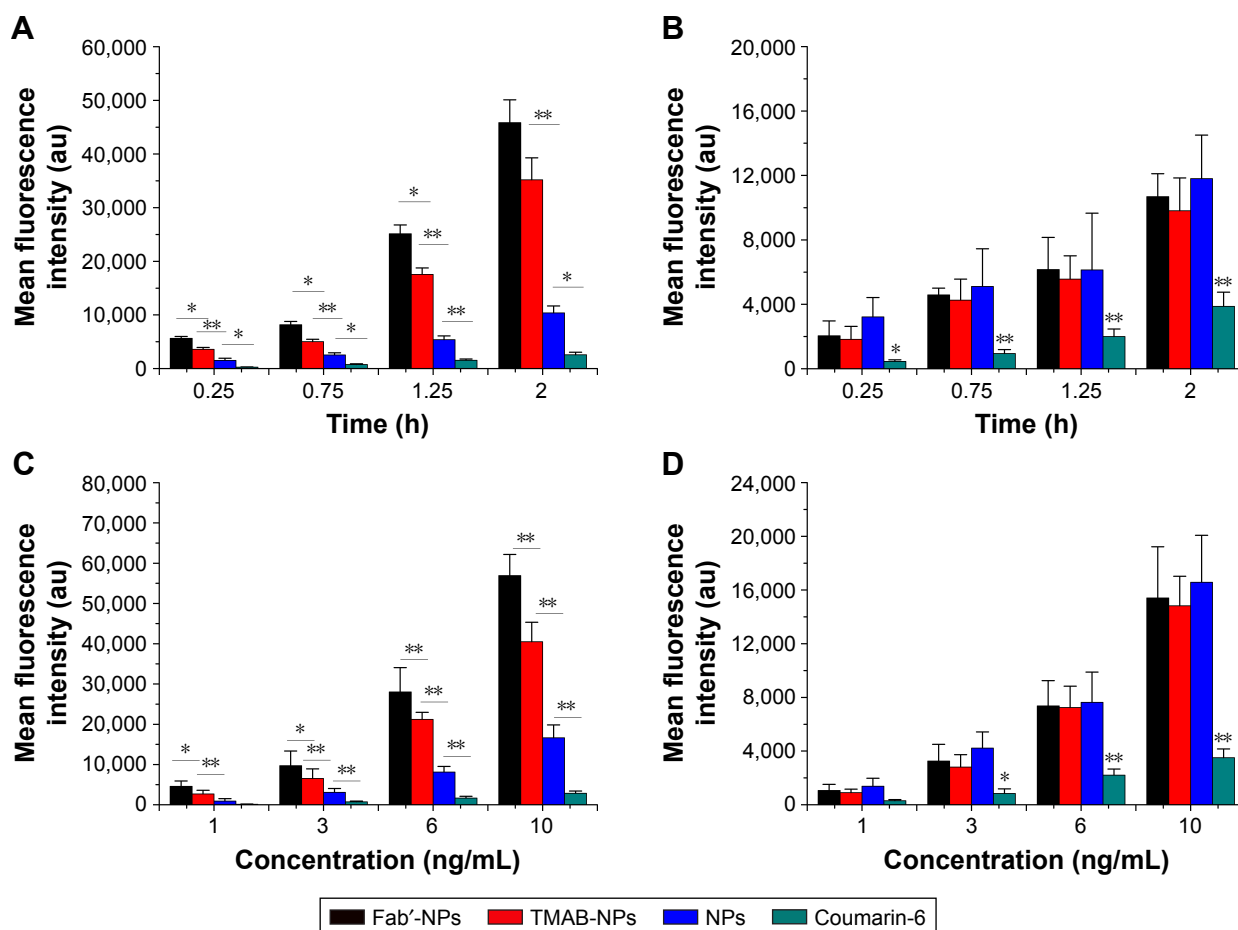 A
Mean fluorescence
intensity (au)
60,000
50,000
40,000
30,000
20,000
10,000
0
* ** *
* ** *
* ** **
** *
0.25 0.75 1.25 2
Time (h)
B
Mean fluorescence
intensity (au)
20,000
16,000
12,000
8,000
4,000
0
* ** ** **
0.25 0.75 1.25 2
Time (h)
C
Mean fluorescence
intensity (au)
80,000
70,000
60,000
50,000
40,000
30,000
20,000
10,000
0
* **
* ** **
** ** **
** ** **
1 3 6 10
Concentration (ng/mL)
D
Mean fluorescence
intensity (au)
24,000
20,000
16,000
12,000
8,000
4,000
0
* ** **
1 3 6 10
Concentration (ng/mL)
Fab′-NPs TMAB-NPs NPs Coumarin-6